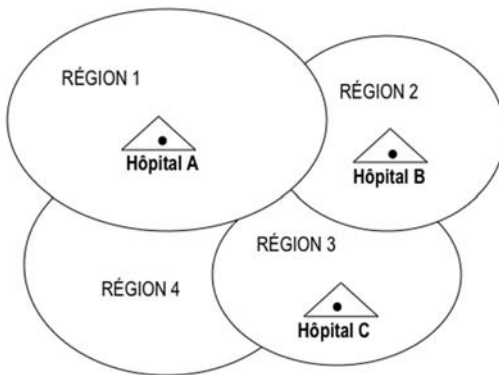 RÉGION 1
RÉGION 2
Hôpital A
Hôpital B
RÉGION 3
RÉGION 4
Hôpital C